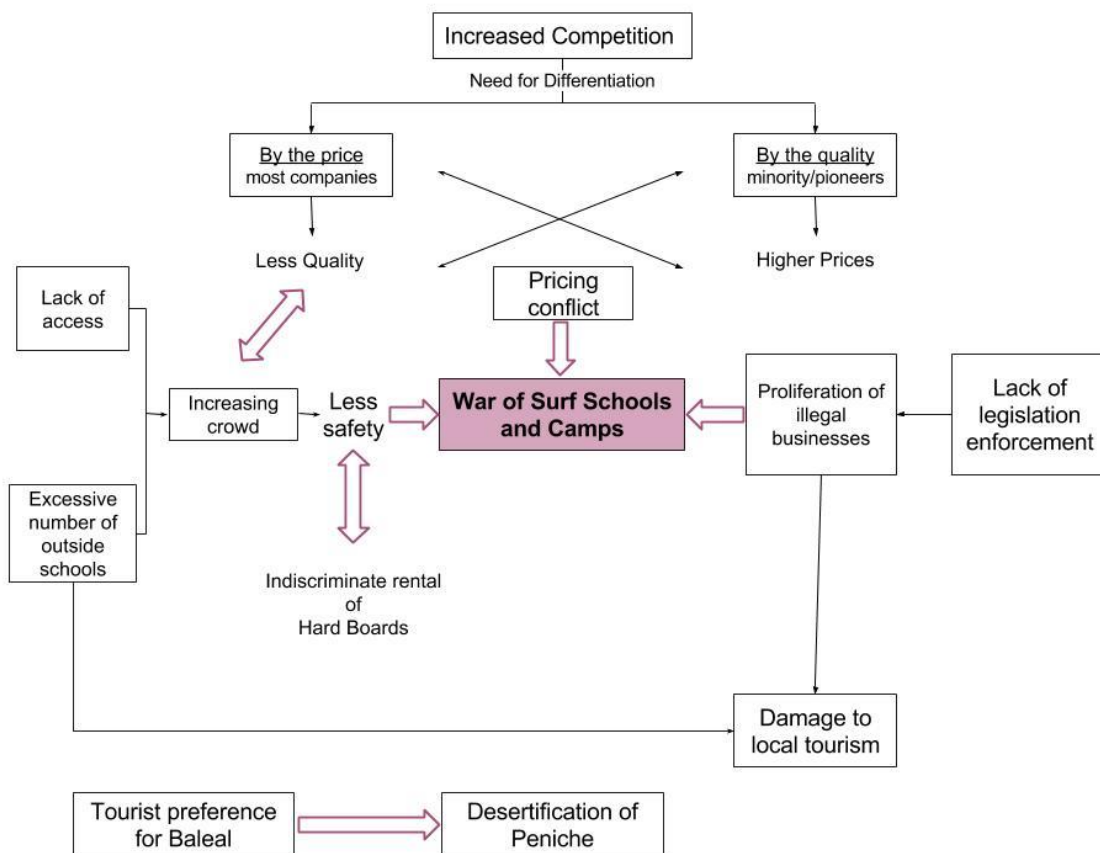 Increased Competition
Need for Differentiation
By the price
most companies
By the quality
minority/pioneers
Less Quality
Higher Prices
Pricing
conflict
Lack of
access
Increasing
crowd
Less
safety
War of Surf Schools
and Camps
Proliferation of
illegal
businesses
Lack of
legislation
enforcement
Excessive
number of
outside
schools
Indiscriminate rental
of
Hard Boards
Damage to
local tourism
Tourist preference
for Baleal
Desertification of
Peniche